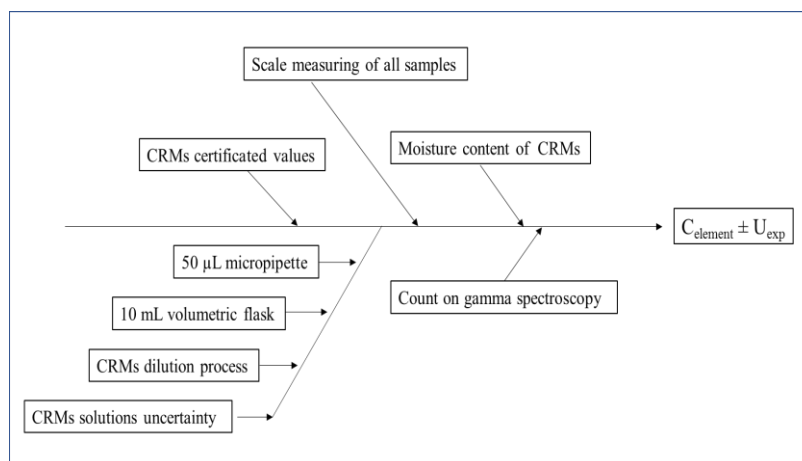 Scale measuring of all samples
CRMs certificated values
Moisture content of CRMs
C_element ± U_exp
50 µL micropipette
Count on gamma spectroscopy
10 mL volumetric flask
CRMs dilution process
CRMs solutions uncertainty